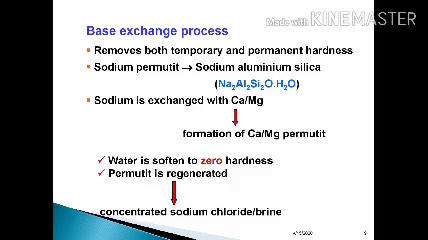 Made with KINEMASTER
Base exchange process
Removes both temporary and permanent hardness
Sodium permutit → Sodium aluminium silica
(Na₂Al₂Si₂O.H₂O)
Sodium is exchanged with Ca/Mg
formation of Ca/Mg permutit
✓ Water is soften to zero hardness
✓ Permutit is regenerated
concentrated sodium chloride/brine
9